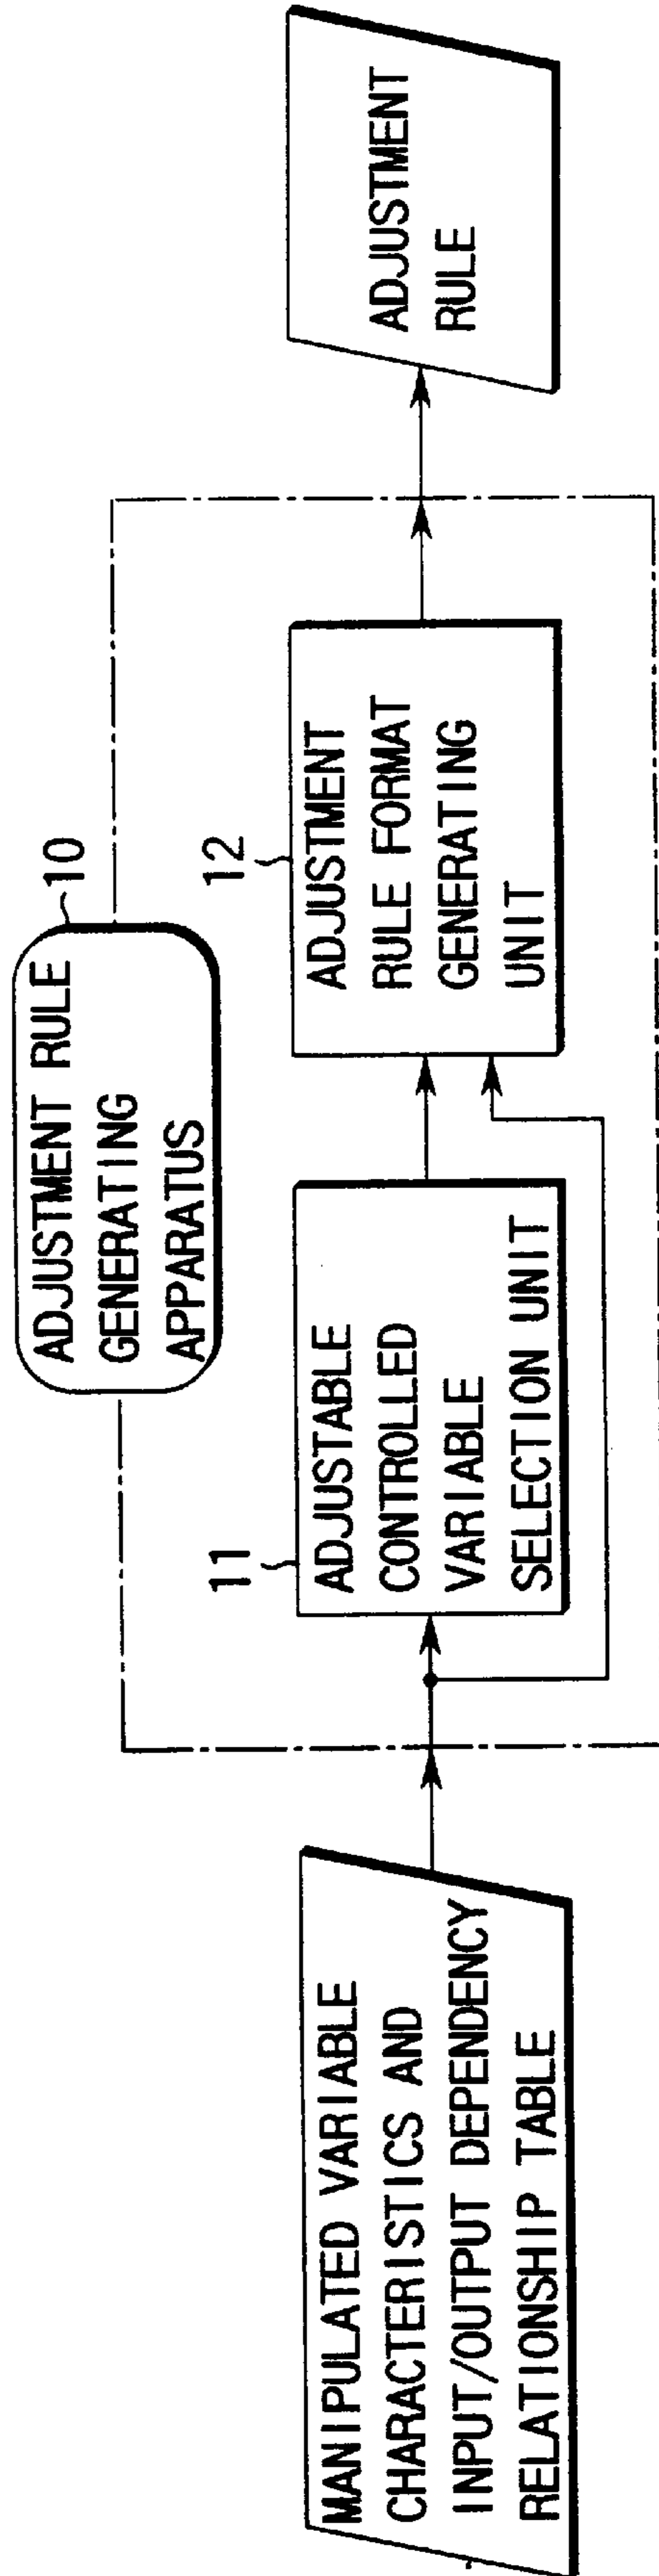 10
ADJUSTMENT RULE
GENERATING
APPARATUS
MANIPULATED VARIABLE
CHARACTERISTICS AND
INPUT/OUTPUT DEPENDENCY
RELATIONSHIP TABLE
11
ADJUSTABLE
CONTROLLED
VARIABLE
SELECTION UNIT
12
ADJUSTMENT
RULE FORMAT
GENERATING
UNIT
ADJUSTMENT
RULE